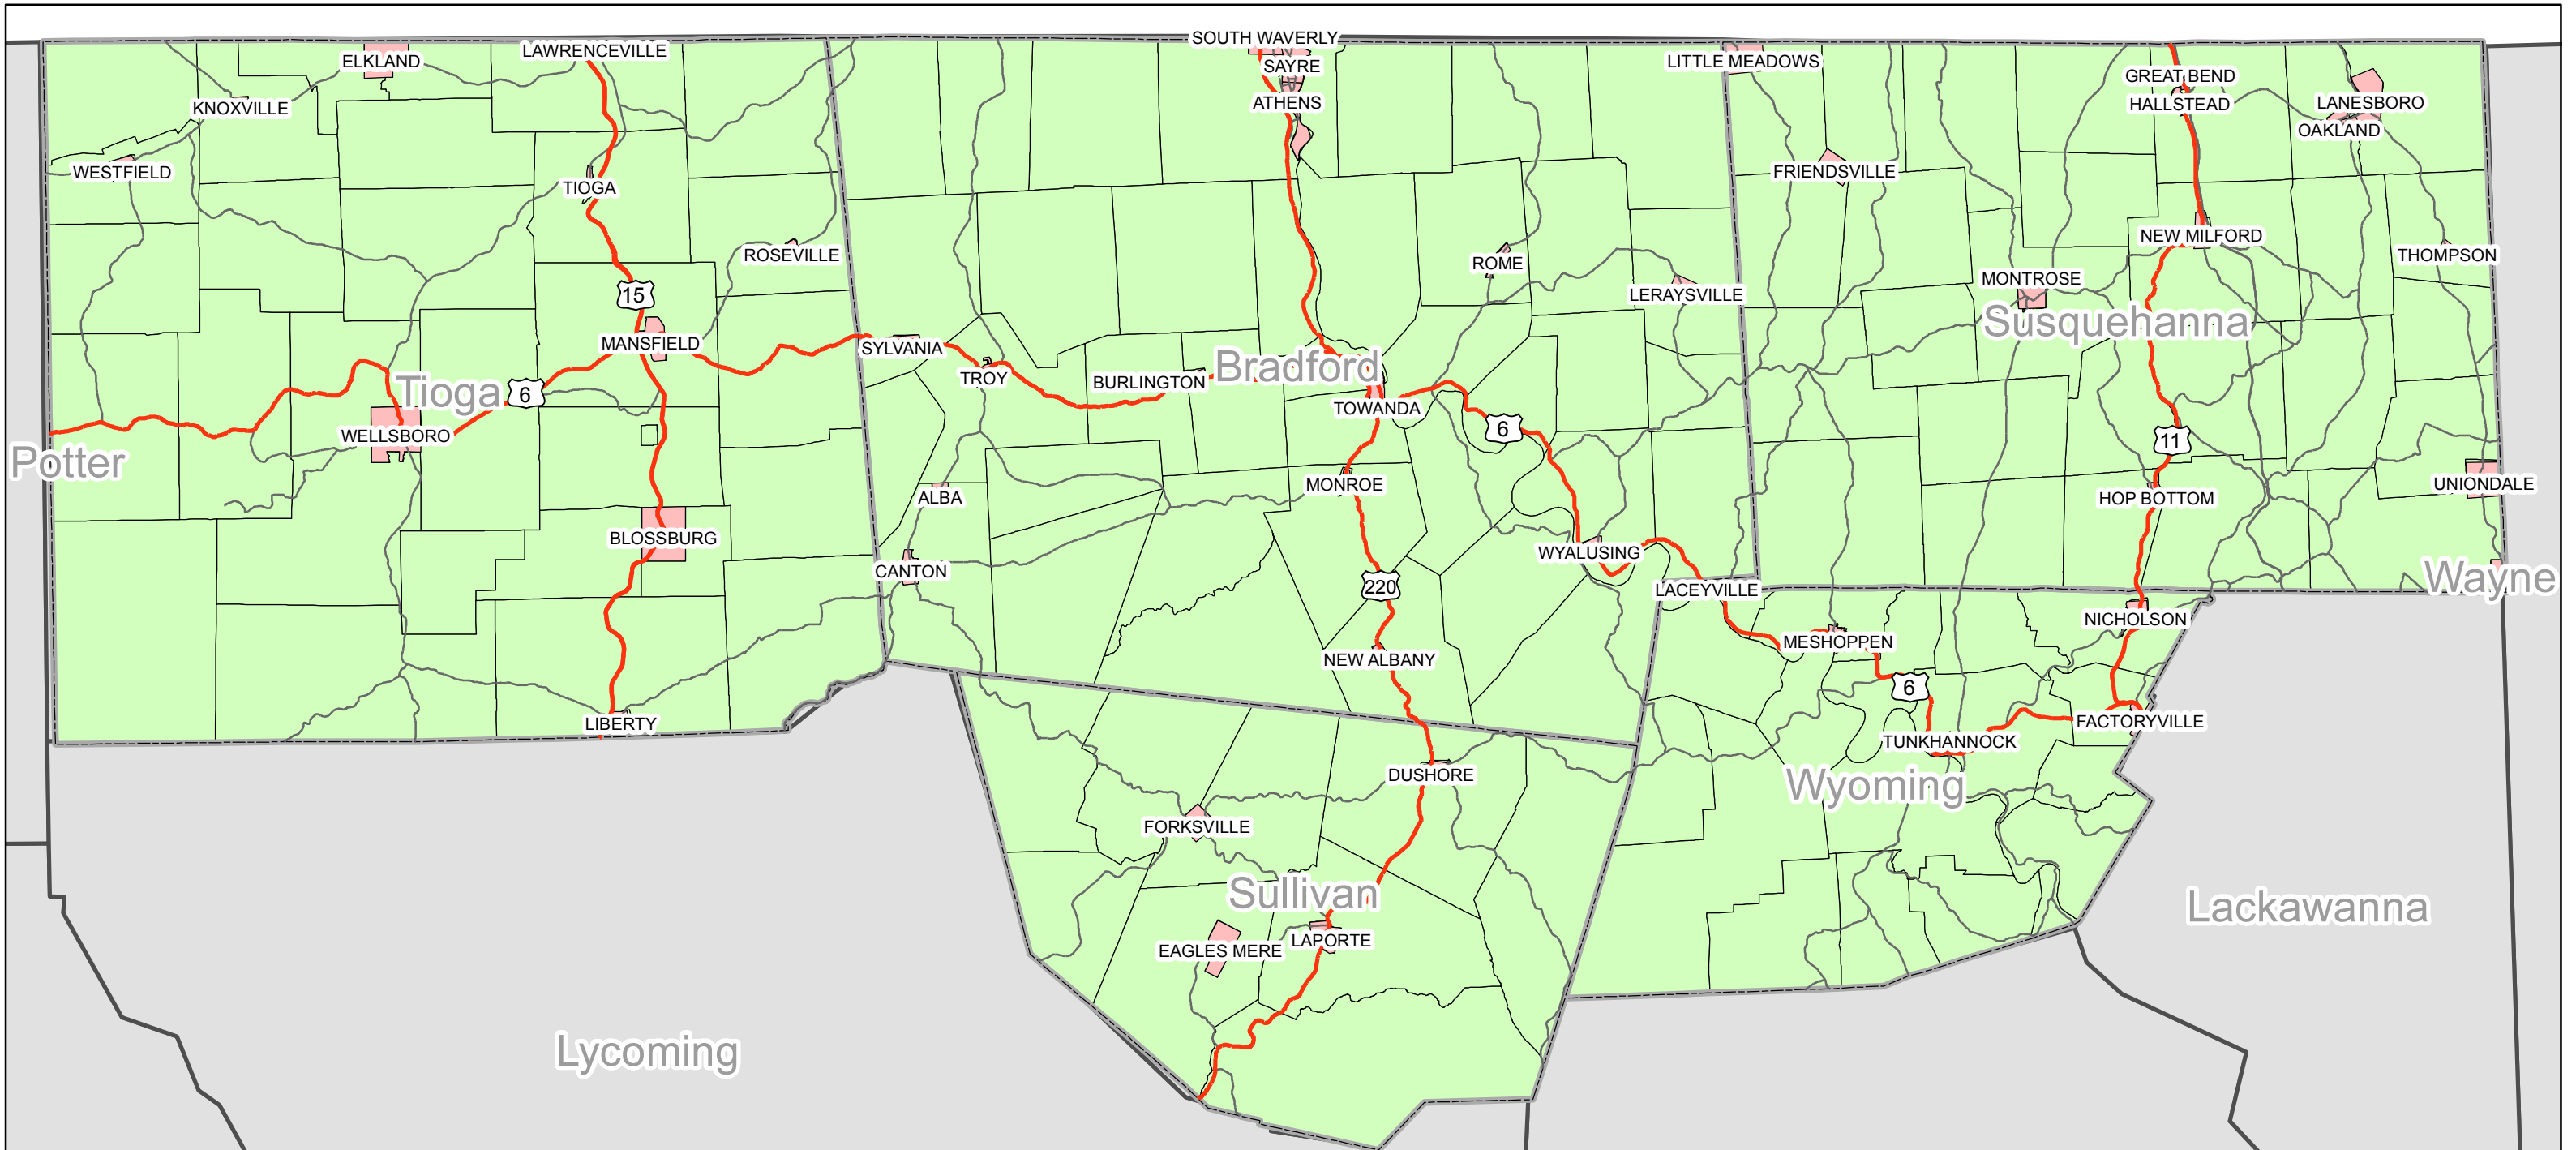 SOUTH WAVERLY
LAWRENCEVILLE
ELKLAND
SAYRE
LITTLE MEADOWS
GREAT BEND
KNOXVILLE
ATHENS
HALLSTEAD
LANESBORO
OAKLAND
WESTFIELD
FRIENDSVILLE
TIOGA
NEW MILFORD
ROSEVILLE
ROME
THOMPSON
MONTROSE
15
LERAYSVILLE
Susquehanna
MANSFIELD
SYLVANIA
Bradford
TROY
BURLINGTON
Tioga
6
TOWANDA
6
WELLSBORO
11
Potter
MONROE
UNIONDALE
ALBA
HOP BOTTOM
BLOSSBURG
WYALUSING
CANTON
Wayne
220
LACEYVILLE
NICHOLSON
MESHOPPEN
NEW ALBANY
6
LIBERTY
FACTORYVILLE
TUNKHANNOCK
DUSHORE
Wyoming
FORKSVILLE
Sullivan
Lackawanna
LAPORTE
EAGLES MERE
Lycoming